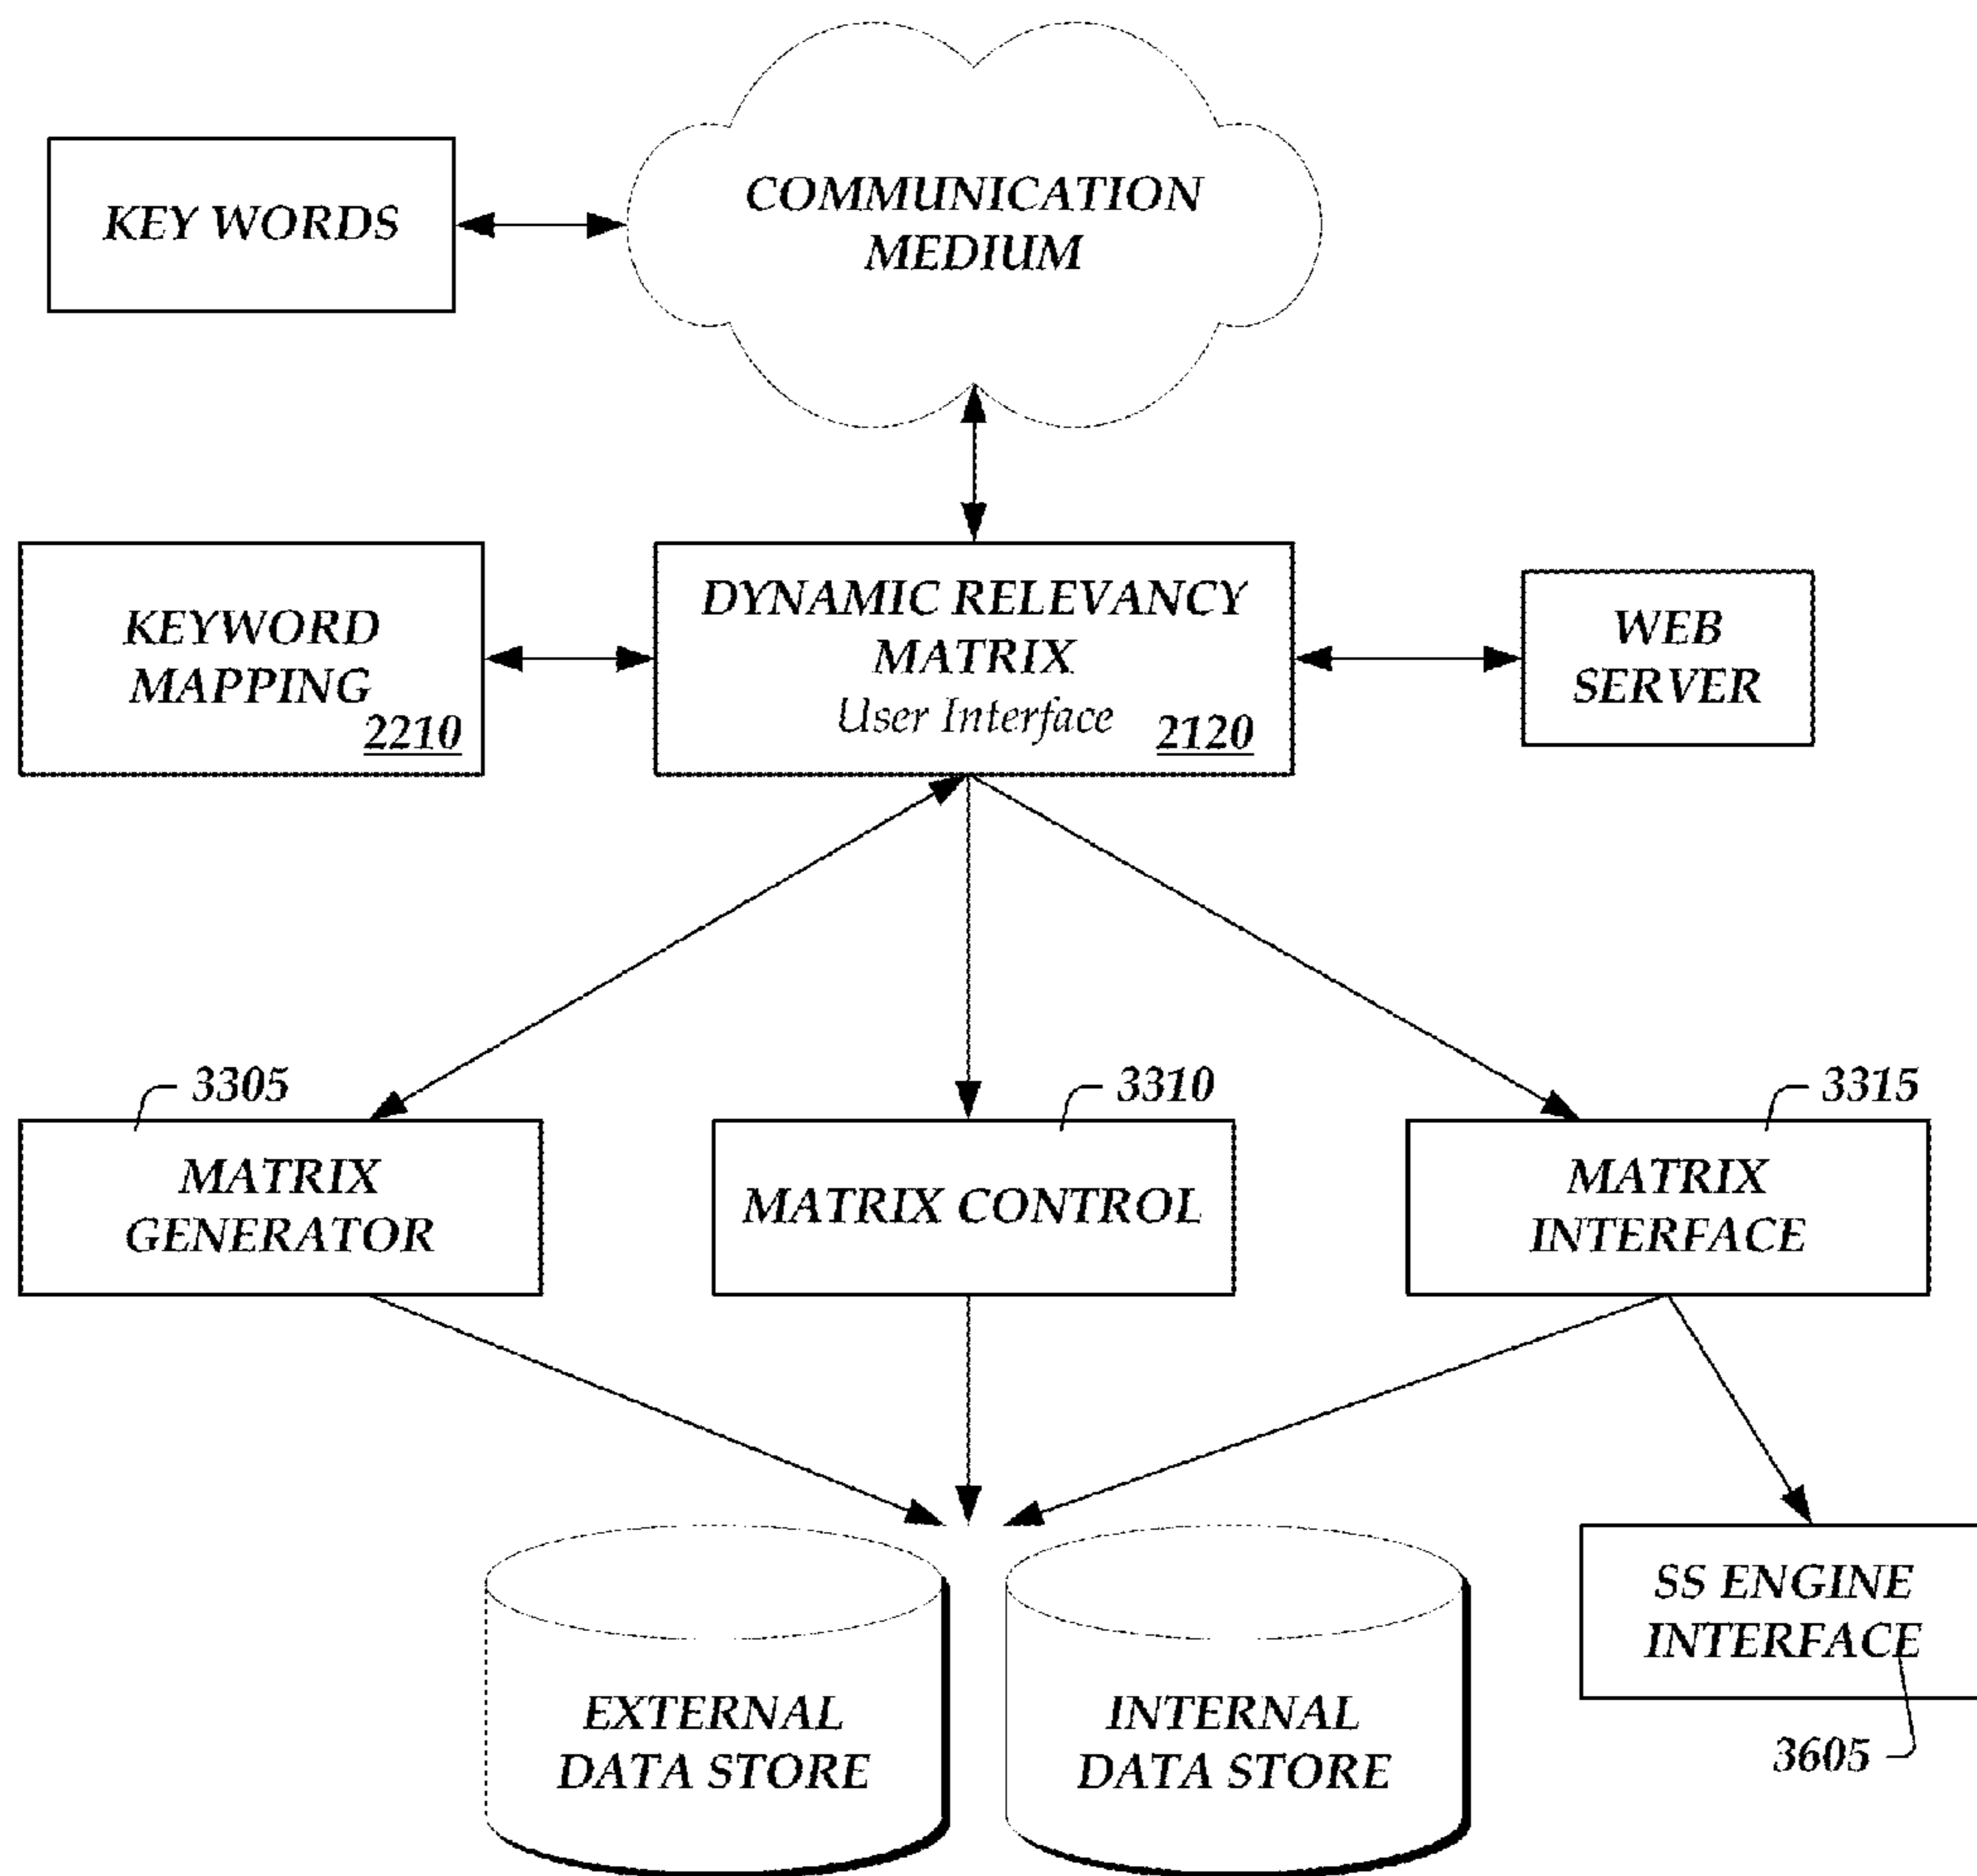 COMMUNICATION
MEDIUM
KEY WORDS
KEYWORD
MAPPING
2210
DYNAMIC RELEVANCY
MATRIX
User Interface
2120
WEB
SERVER
3305
MATRIX
GENERATOR
3310
MATRIX CONTROL
3315
MATRIX
INTERFACE
EXTERNAL
DATA STORE
INTERNAL
DATA STORE
SS ENGINE
INTERFACE
3605